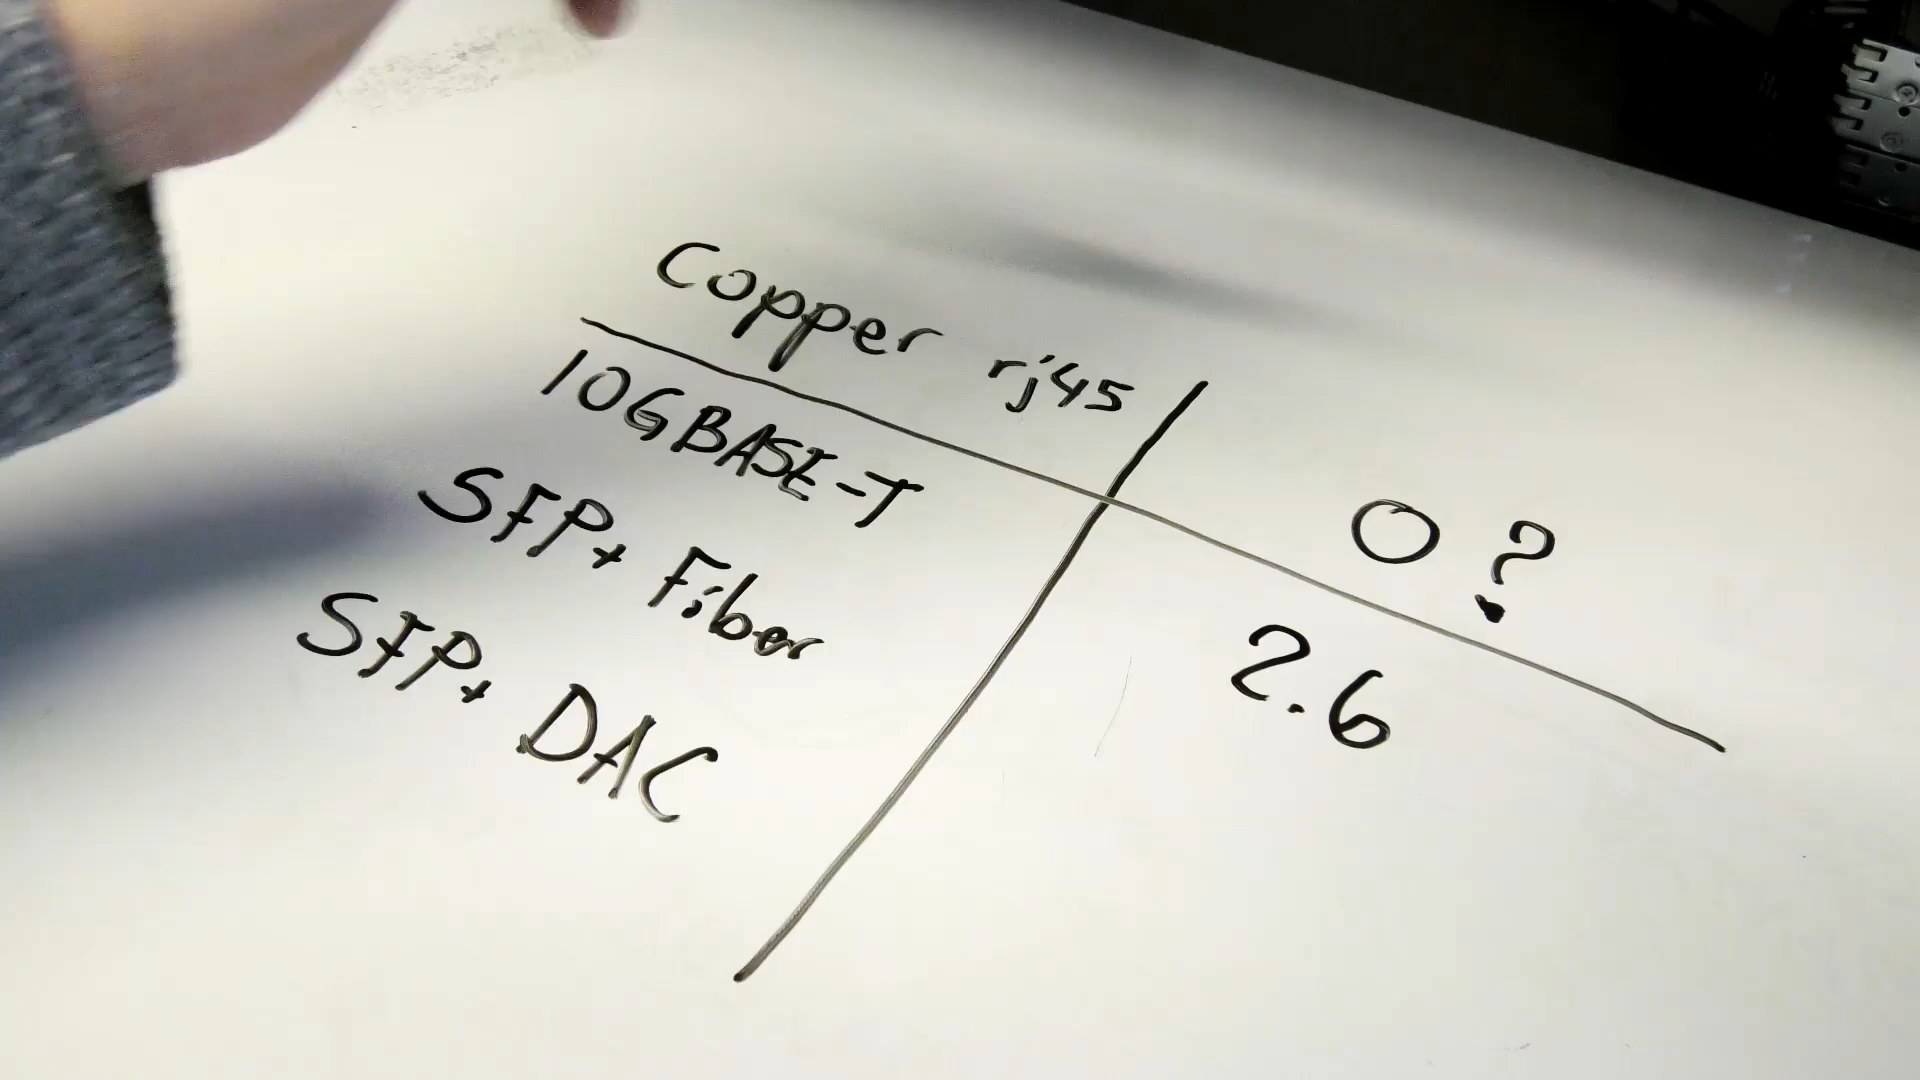 Copper rj45 0 ?
10GBASE-T 2.6
SFP+ Fiber
SFP+ DAC